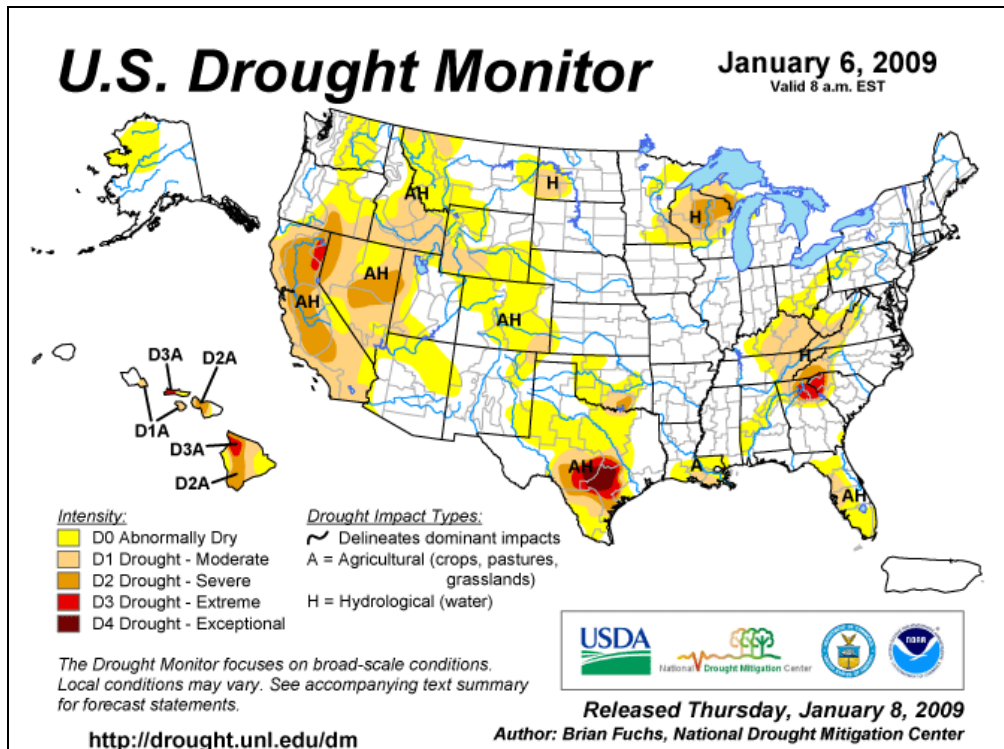 U.S. Drought Monitor
January 6, 2009
Valid 8 a.m. EST
AH
H
H
AH
AH
AH
H
AH
A
AH
D3A
D2A
D1A
D3A
D2A
Intensity:
D0 Abnormally Dry
D1 Drought - Moderate
D2 Drought - Severe
D3 Drought - Extreme
D4 Drought - Exceptional
Drought Impact Types:
Delineates dominant impacts
A = Agricultural (crops, pastures,
grasslands)
H = Hydrological (water)
The Drought Monitor focuses on broad-scale conditions.
Local conditions may vary. See accompanying text summary
for forecast statements.
http://drought.unl.edu/dm
USDA
National Drought Mitigation Center
NOAA
Released Thursday, January 8, 2009
Author: Brian Fuchs, National Drought Mitigation Center